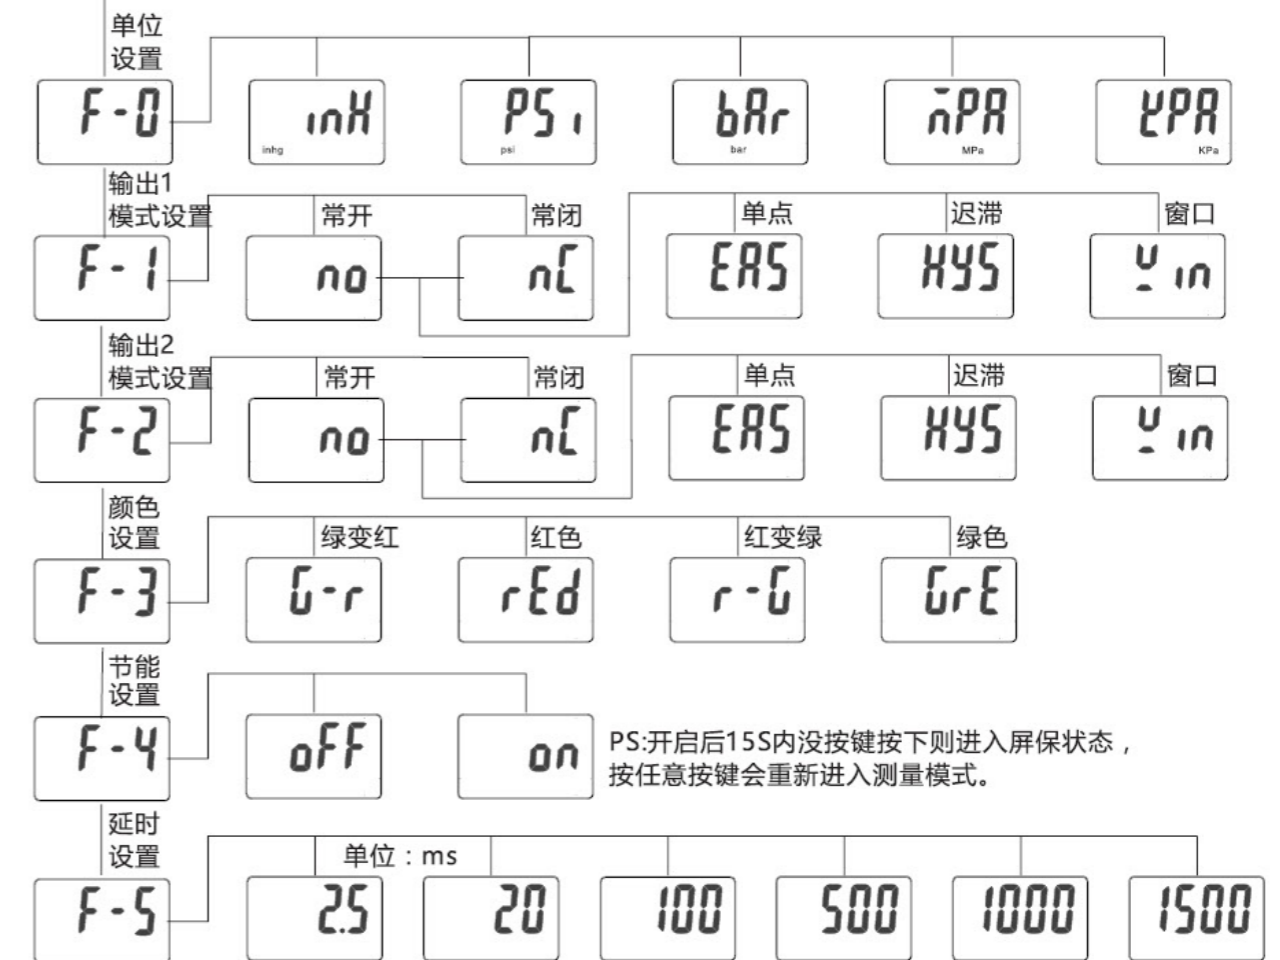 单位
设置
F-0
inH
inhg
PSi
psi
bAr
bar
mPA
MPa
KPA
KPa
输出1
模式设置
常开
常闭
单点
迟滞
窗口
F-1
no
nC
EAS
HYS
Win
输出2
模式设置
常开
常闭
单点
迟滞
窗口
F-2
no
nC
EAS
HYS
Win
颜色
设置
绿变红
红色
红变绿
绿色
F-3
G-r
rEd
r-G
GrE
节能
设置
F-4
oFF
on
PS:开启后15S内没按键按下则进入屏保状态，
按任意按键会重新进入测量模式。
延时
设置
单位：ms
F-5
2.5
20
100
500
1000
1500